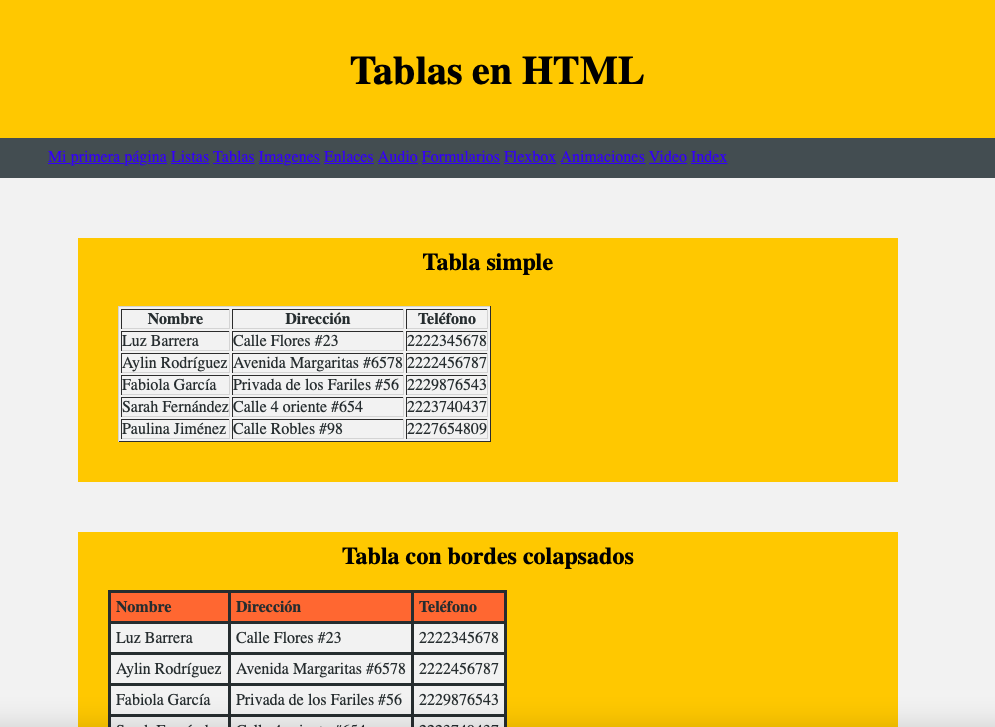 Tablas en HTML
Mi primera página Listas Tablas Imagenes Enlaces Audio Formularios Flexbox Animaciones Video Index
Tabla simple
Nombre Dirección Teléfono
Luz Barrera Calle Flores #23 2222345678
Aylin Rodríguez Avenida Margaritas #6578 2222456787
Fabiola García Privada de los Fariles #56 2229876543
Sarah Fernández Calle 4 oriente #654 2223740437
Paulina Jiménez Calle Robles #98 2227654809
Tabla con bordes colapsados
Nombre Dirección Teléfono
Luz Barrera Calle Flores #23 2222345678
Aylin Rodríguez Avenida Margaritas #6578 2222456787
Fabiola García Privada de los Fariles #56 2229876543